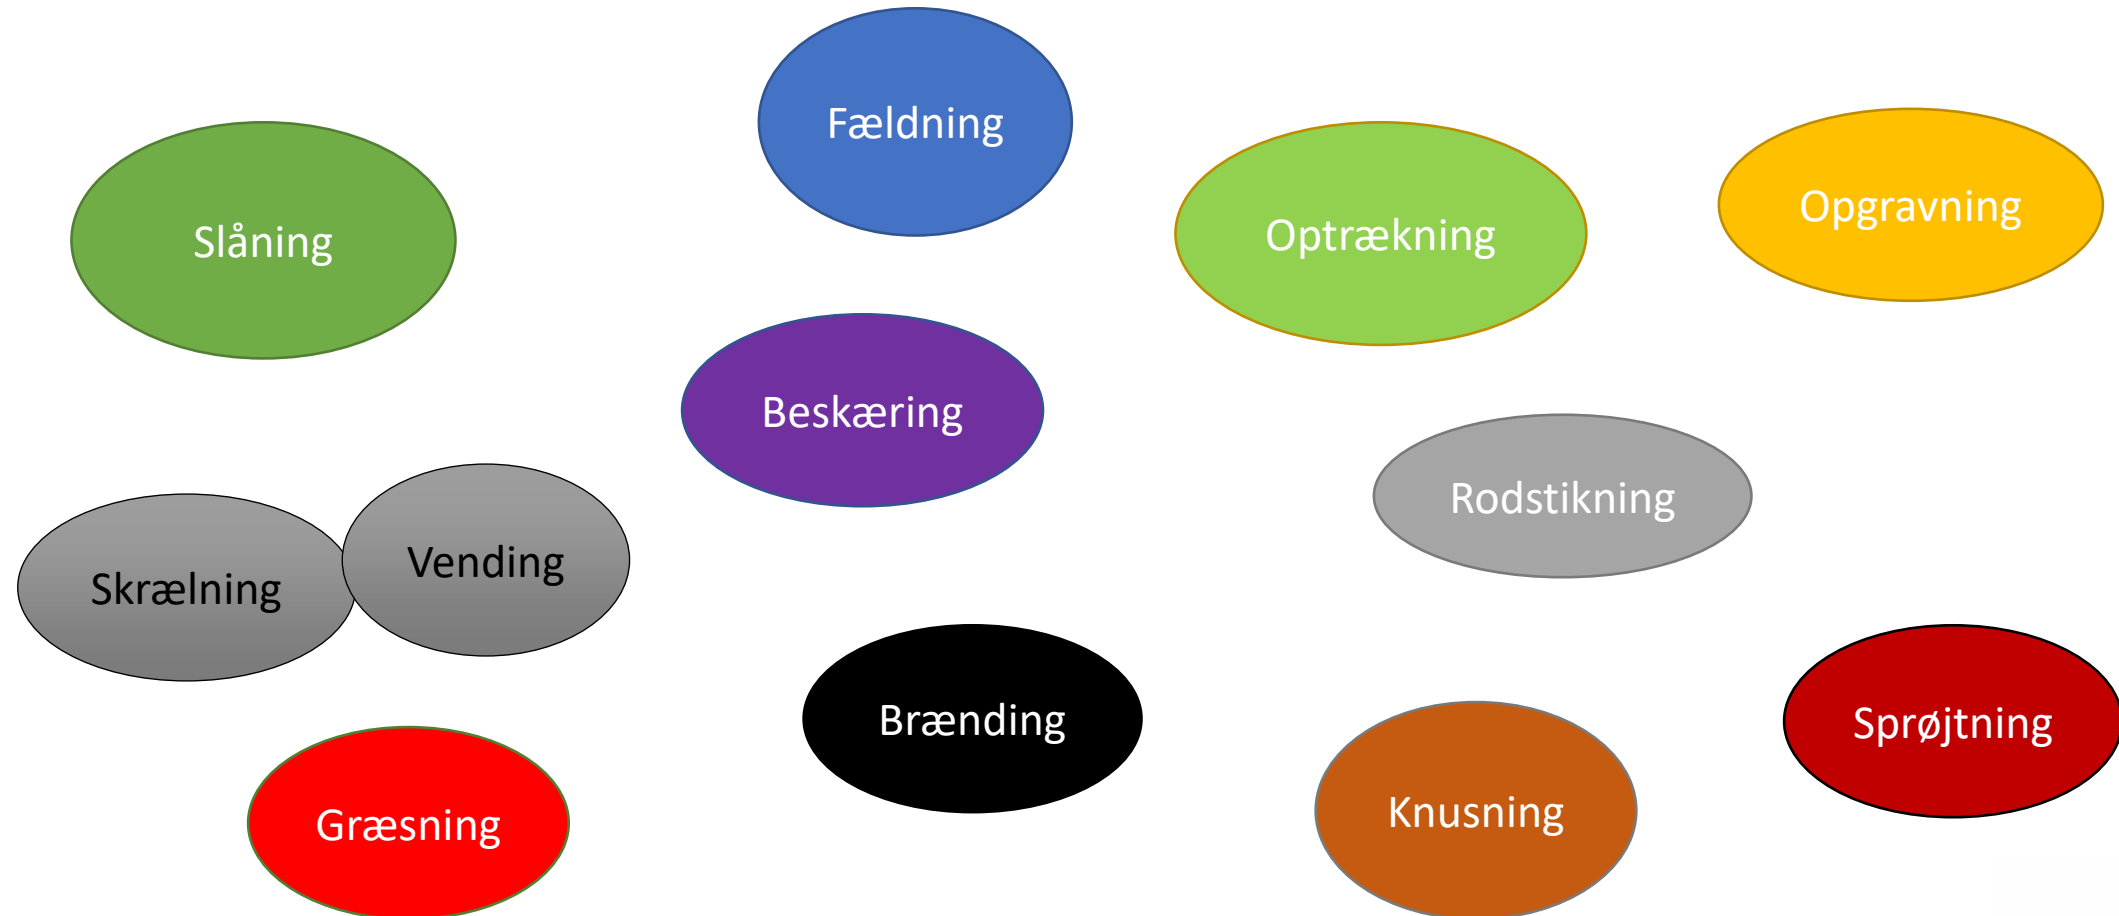 Fældning
Slåning
Optrækning
Opgravning
Beskæring
Rodstikning
Skrælning
Vending
Brænding
Sprøjtning
Græsning
Knusning